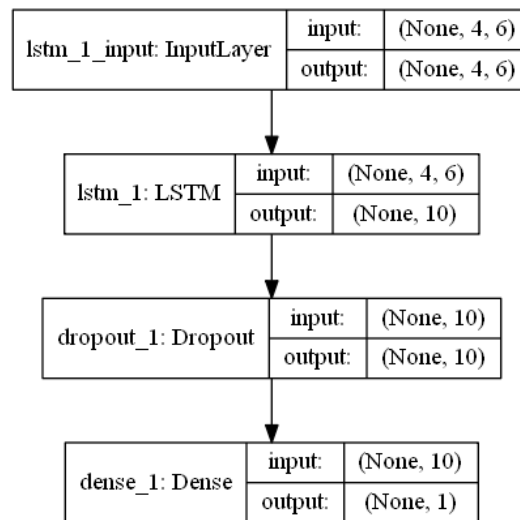 lstm_1_input: InputLayer
input: (None, 4, 6)
output: (None, 4, 6)
lstm_1: LSTM
input: (None, 4, 6)
output: (None, 10)
dropout_1: Dropout
input: (None, 10)
output: (None, 10)
dense_1: Dense
input: (None, 10)
output: (None, 1)